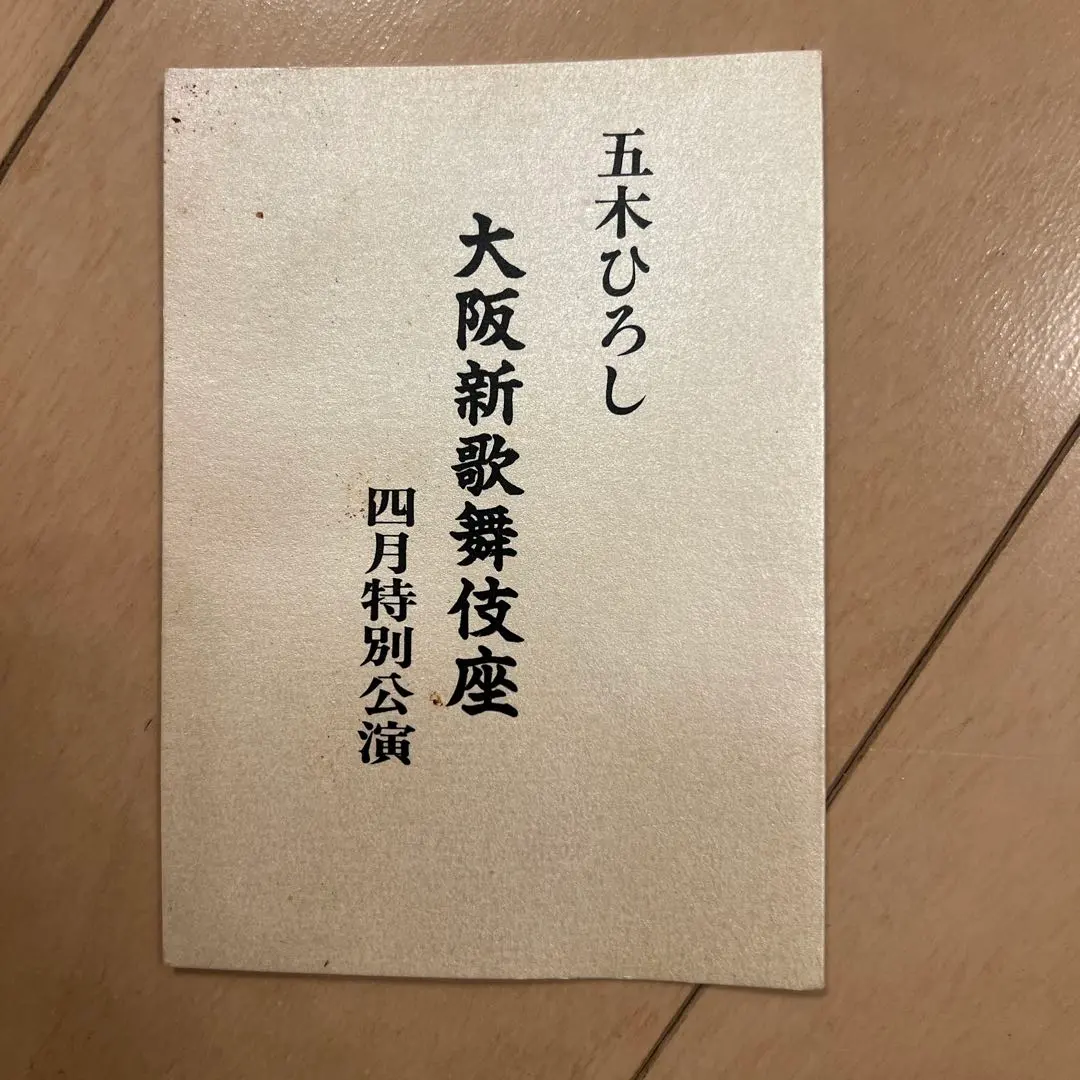 五木ひろし
大阪新歌舞伎座
四月特別公演